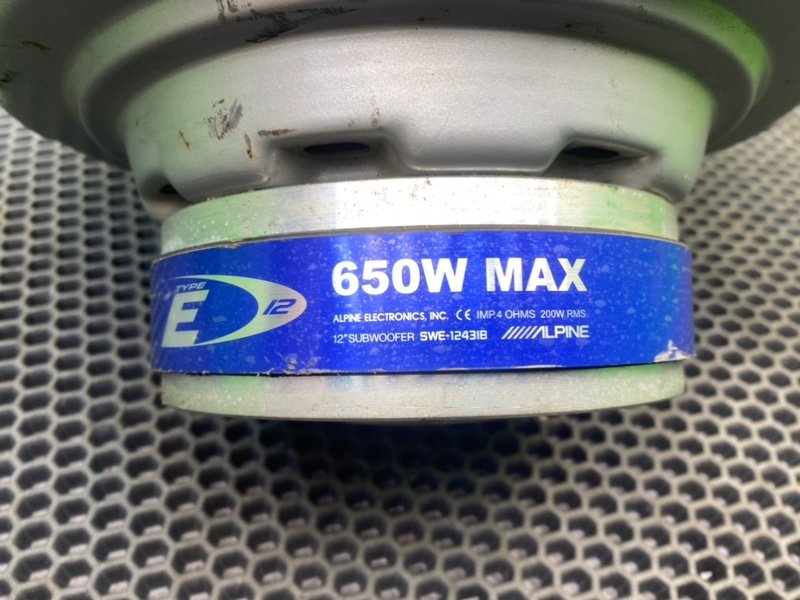 TYPE
E 12
650W MAX
ALPINE ELECTRONICS, INC. CE IMP.4 OHMS 200W RMS.
12"SUBWOOFER SWE-1243IB /////ALPINE